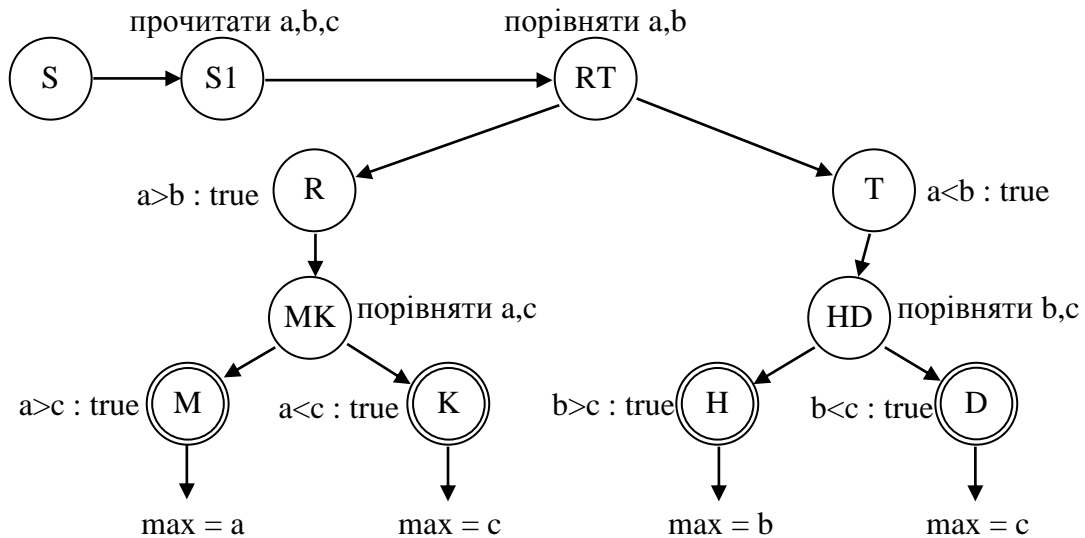 прочитати a,b,c
порівняти a,b
S
S1
RT
a>b : true
R
T
a<b : true
MK
порівняти a,c
HD
порівняти b,c
a>c : true
M
a<c : true
K
b>c : true
H
b<c : true
D
max = a
max = c
max = b
max = c